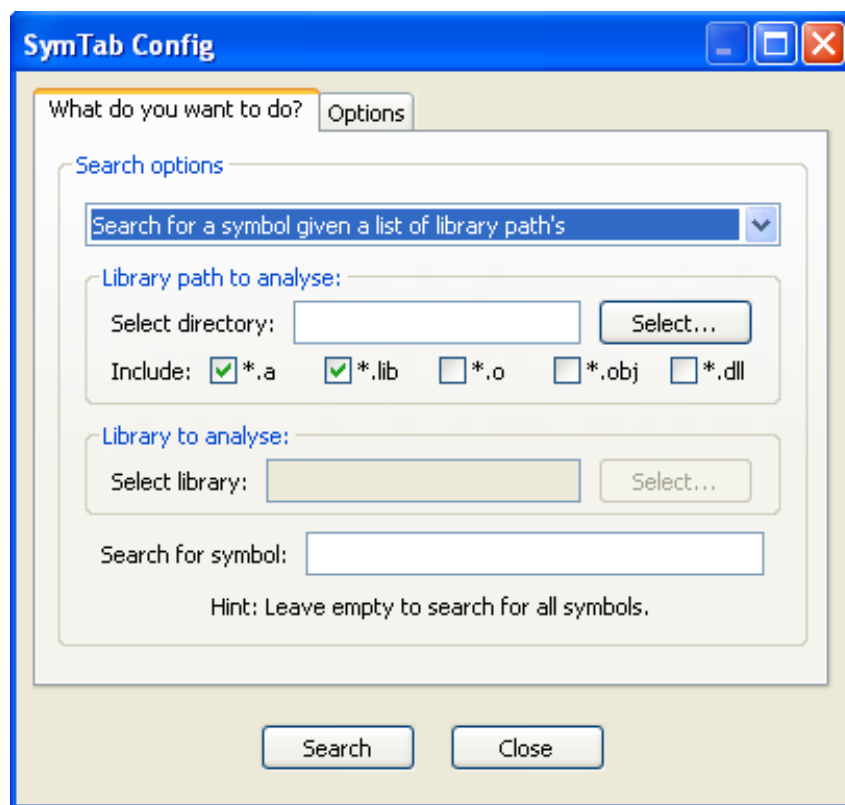 SymTab Config
What do you want to do? Options
Search options
Search for a symbol given a list of library path's
Library path to analyse:
Select directory: Select...
Include: *.a *.lib *.o *.obj *.dll
Library to analyse:
Select library: Select...
Search for symbol:
Hint: Leave empty to search for all symbols.
Search Close